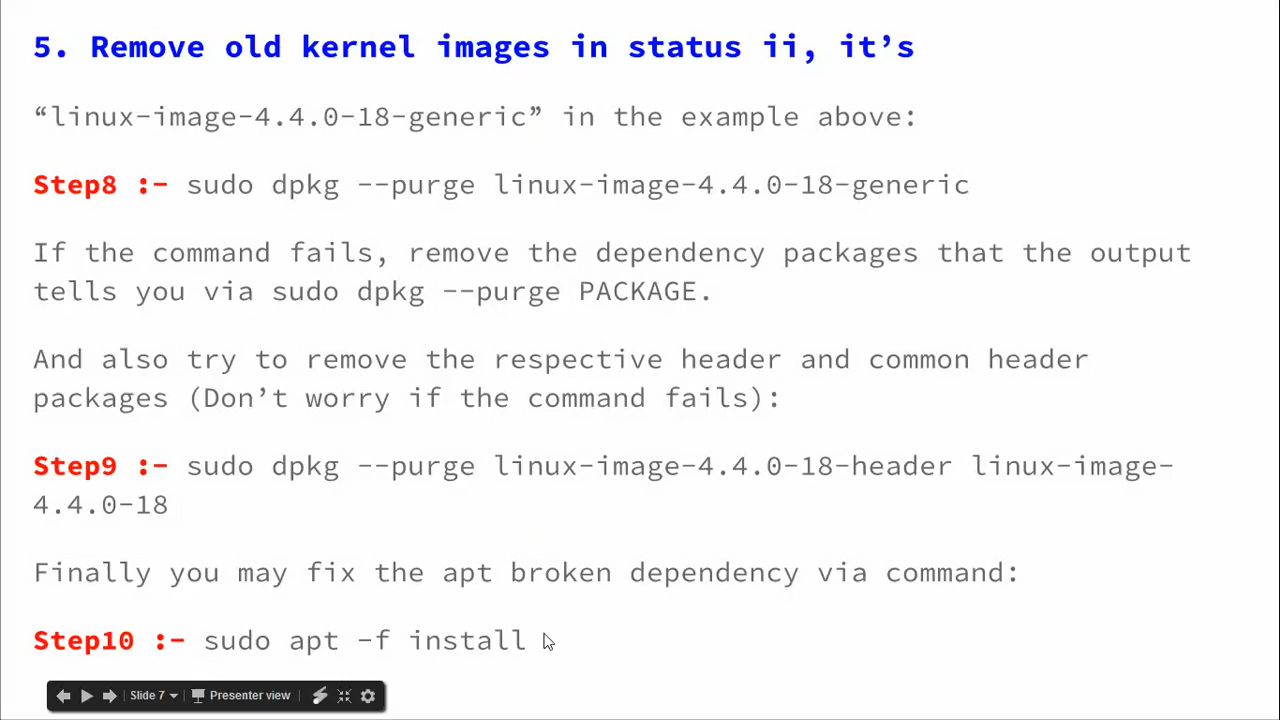 5. Remove old kernel images in status ii, it’s
“linux-image-4.4.0-18-generic” in the example above:
Step8 :- sudo dpkg --purge linux-image-4.4.0-18-generic
If the command fails, remove the dependency packages that the output
tells you via sudo dpkg --purge PACKAGE.
And also try to remove the respective header and common header
packages (Don’t worry if the command fails):
Step9 :- sudo dpkg --purge linux-image-4.4.0-18-header linux-image-
4.4.0-18
Finally you may fix the apt broken dependency via command:
Step10 :- sudo apt -f install
Slide 7 Presenter view